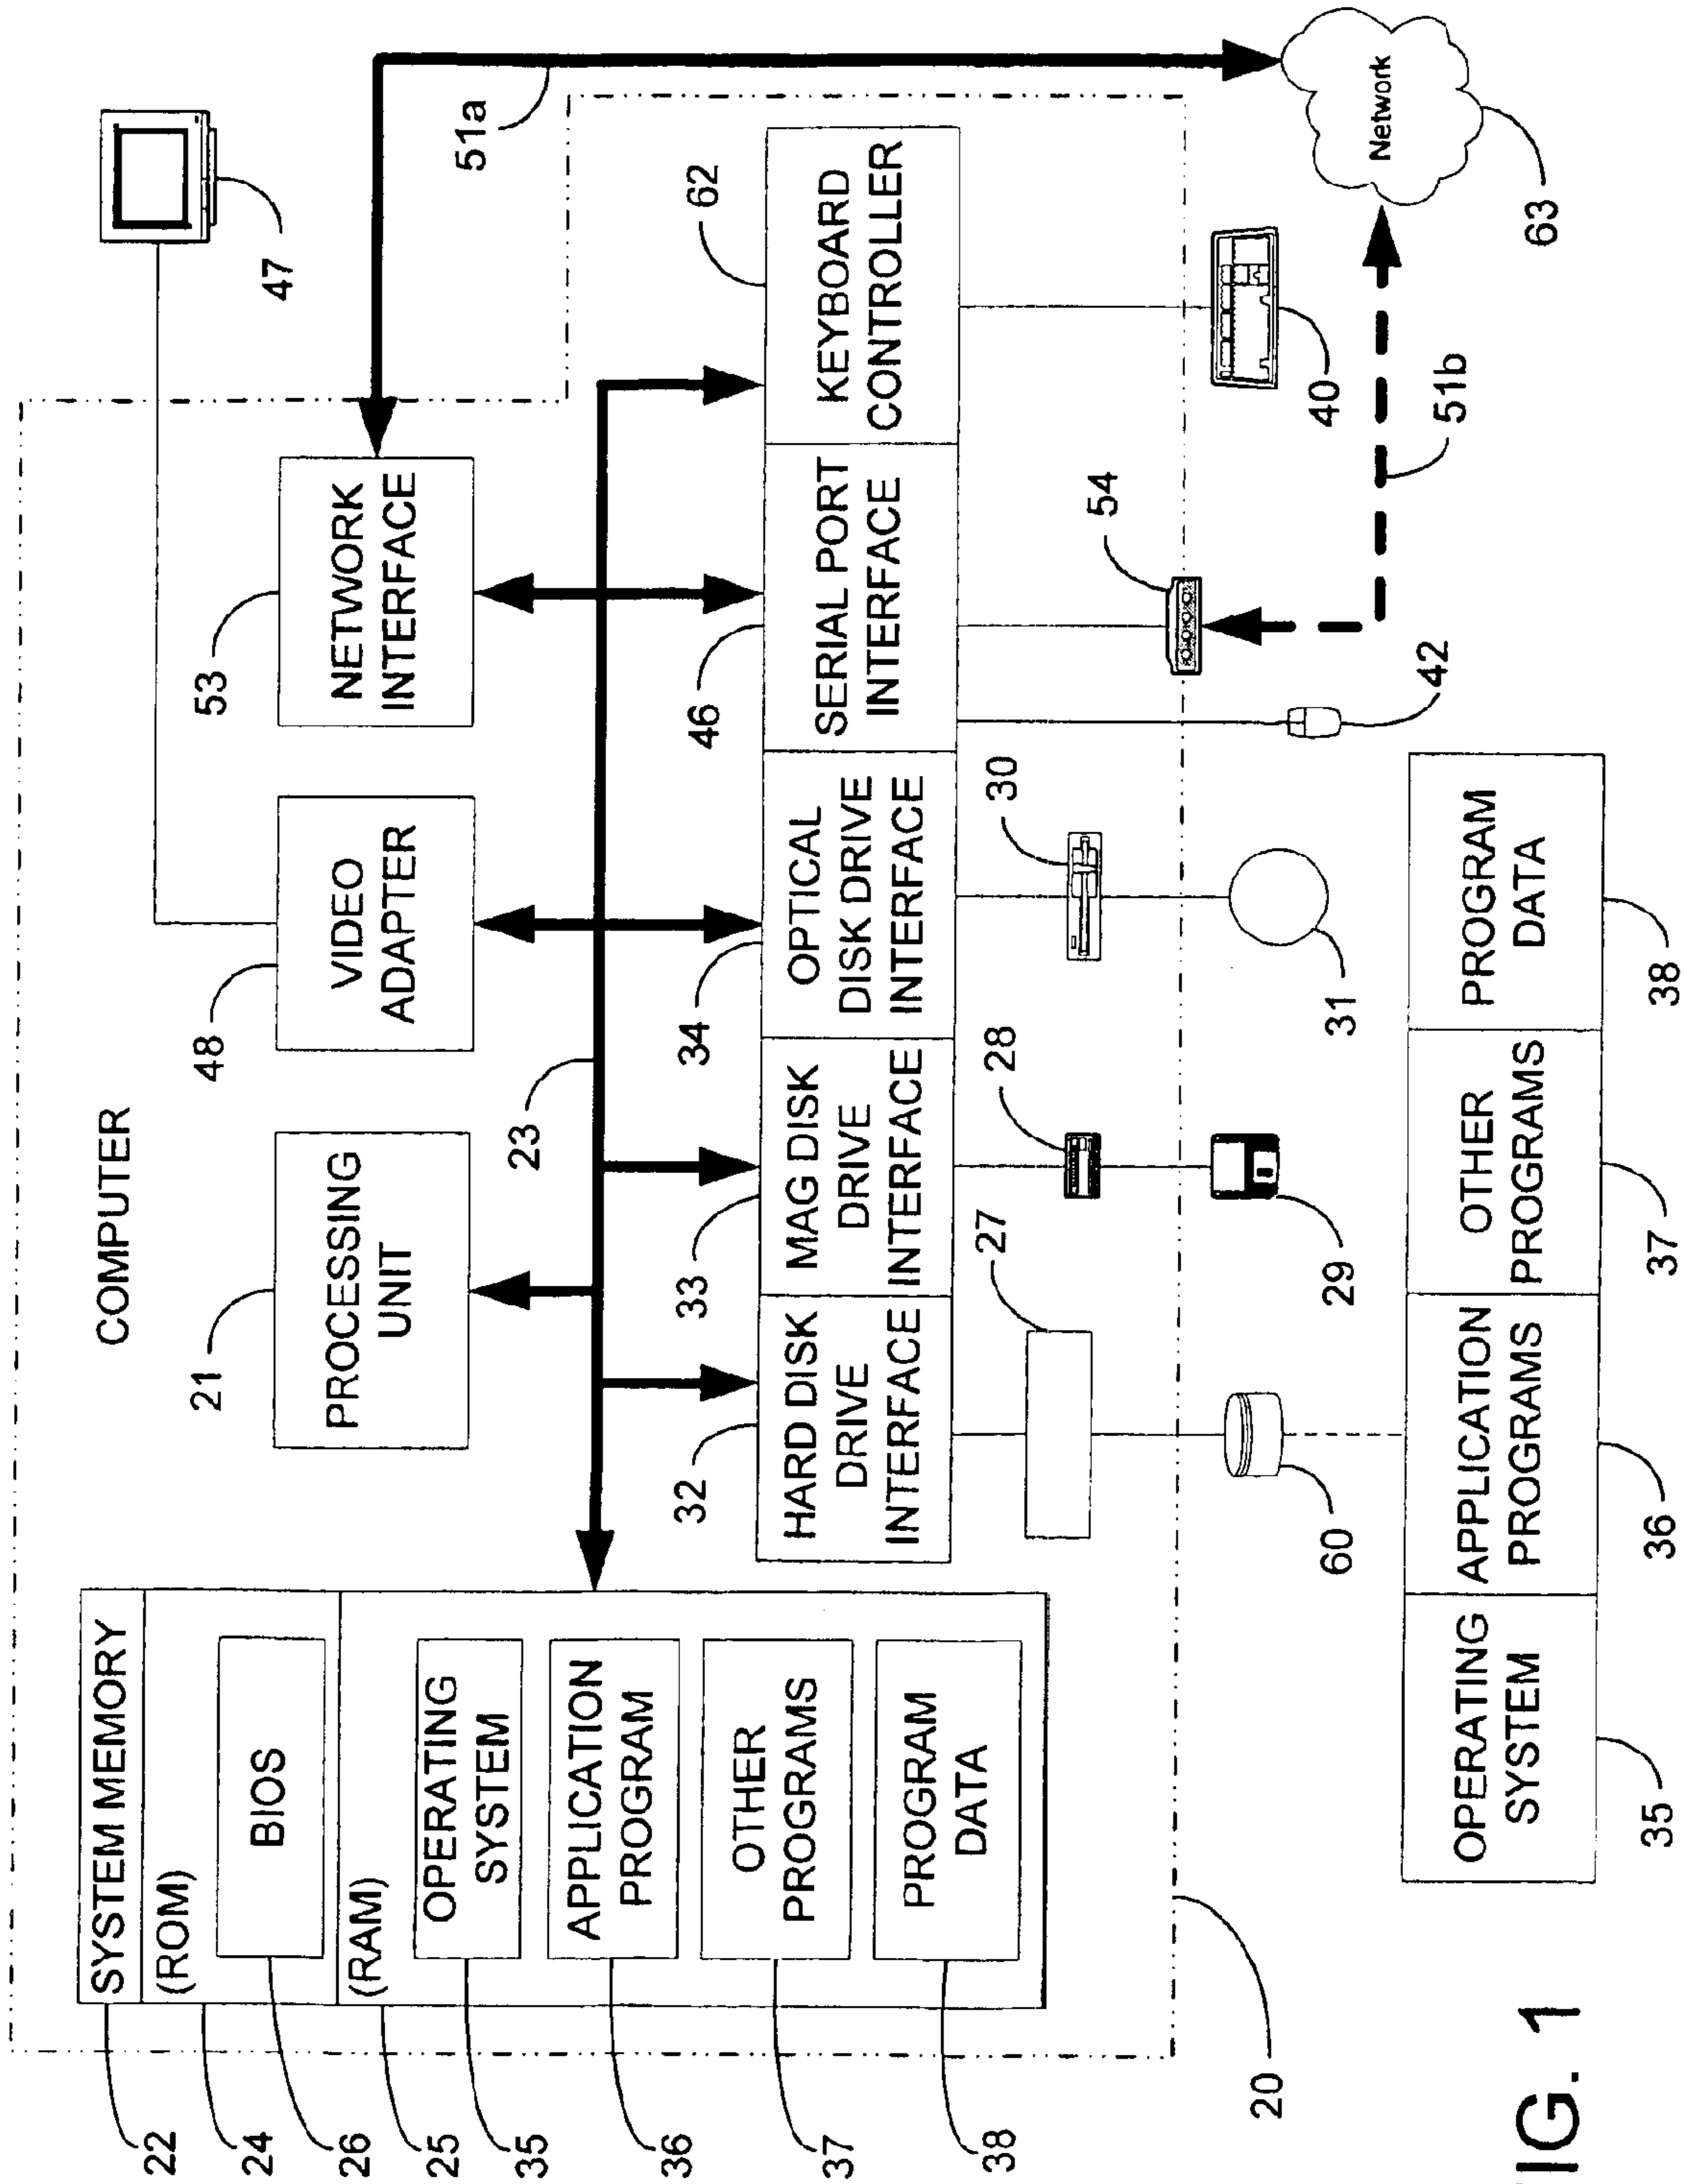 COMPUTER
22
SYSTEM MEMORY
24
(ROM)
26
BIOS
25
(RAM)
35
OPERATING
SYSTEM
36
APPLICATION
PROGRAM
37
OTHER
PROGRAMS
38
PROGRAM
DATA
21
PROCESSING
UNIT
48
VIDEO
ADAPTER
53
NETWORK
INTERFACE
47
51a
23
32
HARD DISK
DRIVE
INTERFACE
33
MAG DISK
DRIVE
INTERFACE
34
OPTICAL
DISK DRIVE
INTERFACE
46
SERIAL PORT
INTERFACE
62
KEYBOARD
CONTROLLER
27
28
30
54
20
60
29
31
42
40
51b
Network
63
OPERATING
SYSTEM
APPLICATION
PROGRAMS
OTHER
PROGRAMS
PROGRAM
DATA
35
36
37
38
IG. 1